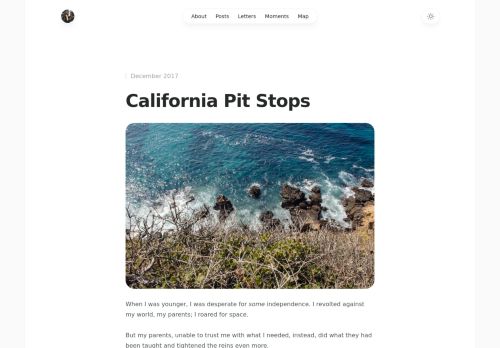 About Posts Letters Moments Map
December 2017
California Pit Stops
When I was younger, I was desperate for some independence. I revolted against
my world, my parents; I roared for space.
But my parents, unable to trust me with what I needed, instead, did what they had
been taught and tightened the reins even more.